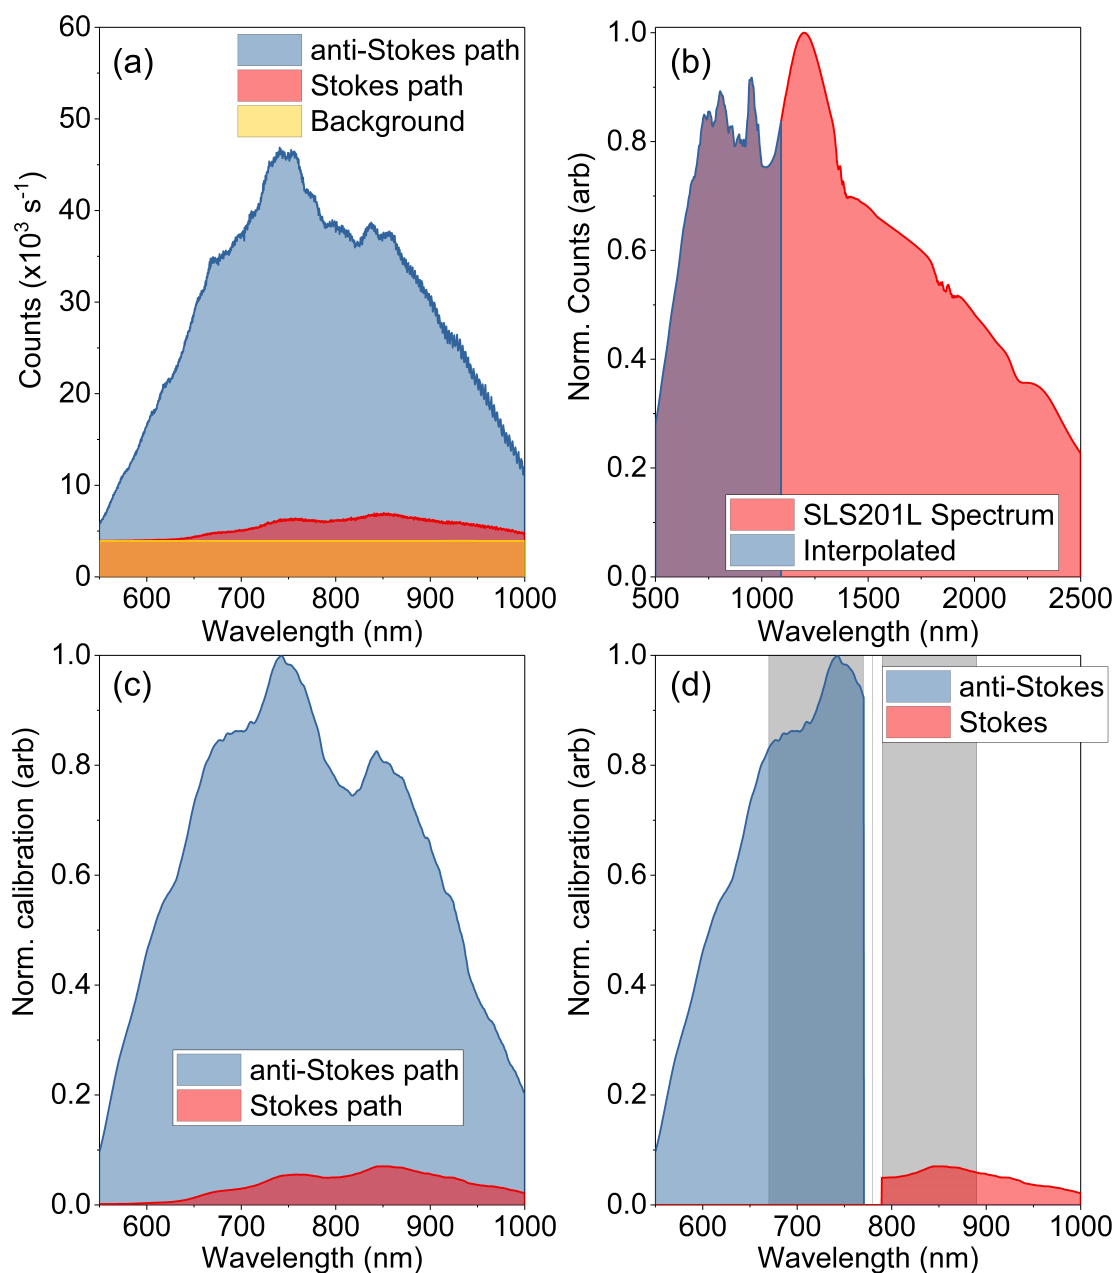 (a)
anti-Stokes path
Stokes path
Background
60
50
40
30
20
10
0
Counts (x10³ s⁻¹)
600 700 800 900 1000
Wavelength (nm)
(b)
1.0
0.8
0.6
0.4
0.2
0.0
Norm. Counts (arb)
SLS201L Spectrum
Interpolated
500 1000 1500 2000 2500
Wavelength (nm)
(c)
1.0
0.8
0.6
0.4
0.2
0.0
Norm. calibration (arb)
anti-Stokes path
Stokes path
600 700 800 900 1000
Wavelength (nm)
(d)
anti-Stokes
Stokes
1.0
0.8
0.6
0.4
0.2
0.0
Norm. calibration (arb)
600 700 800 900 1000
Wavelength (nm)